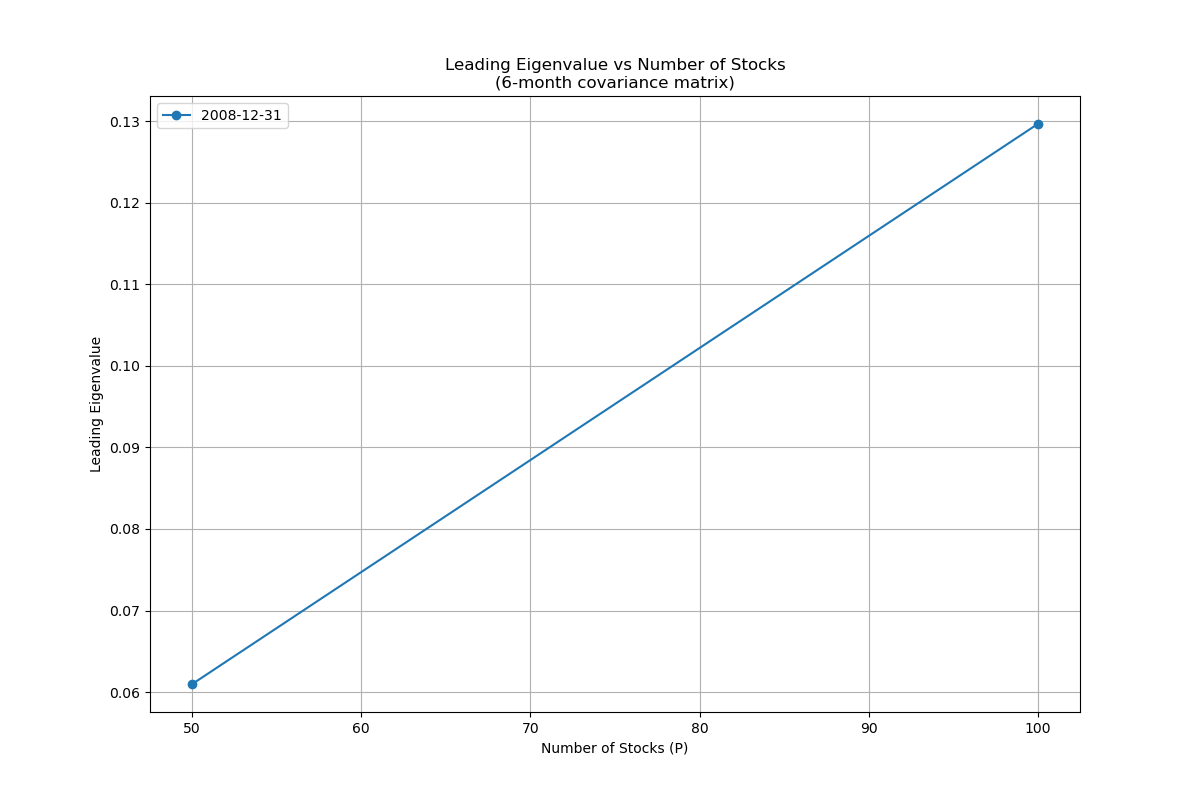 Leading Eigenvalue vs Number of Stocks
(6-month covariance matrix)
2008-12-31
Leading Eigenvalue
0.13
0.12
0.11
0.10
0.09
0.08
0.07
0.06
50 60 70 80 90 100
Number of Stocks (P)